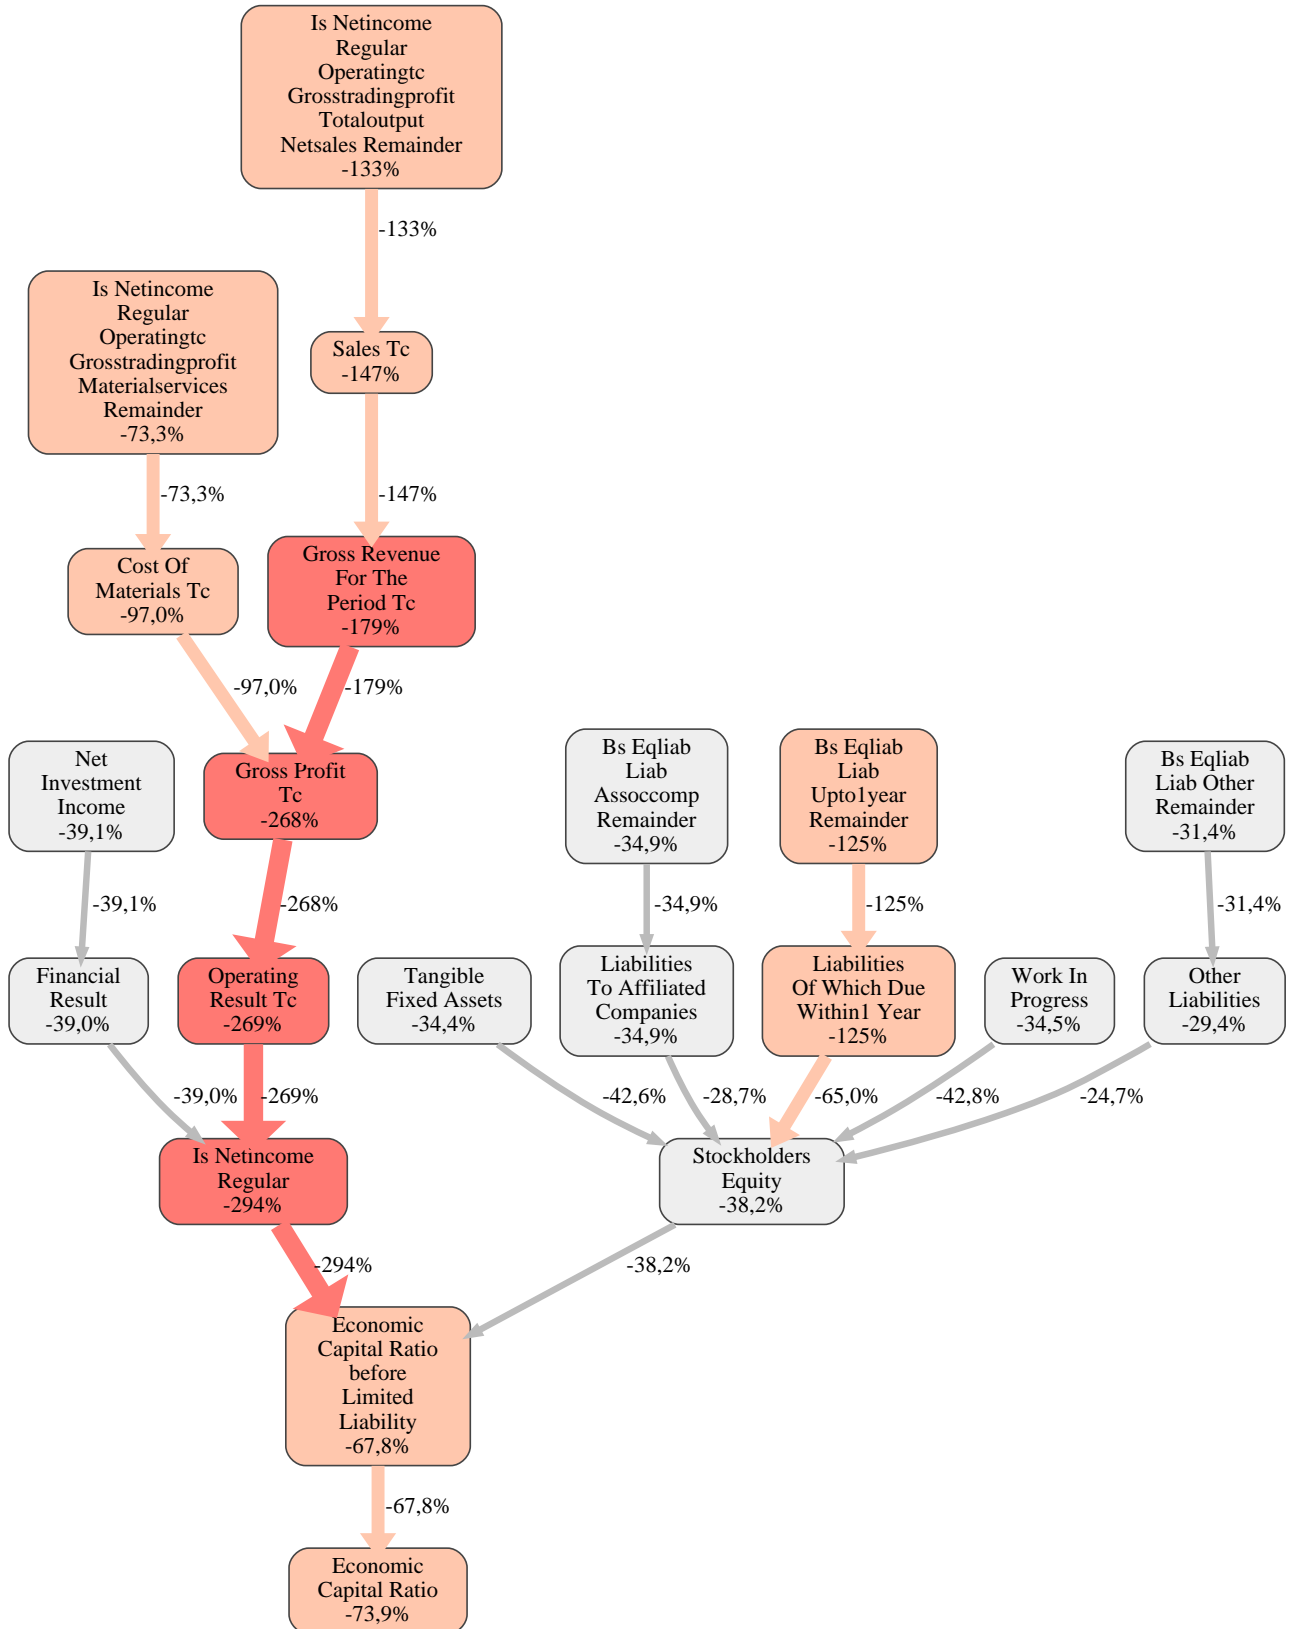 Is Netincome
Regular
Operatingtc
Grosstradingprofit
Totaloutput
Netsales Remainder
-133%
-133%
Is Netincome
Regular
Operatingtc
Grosstradingprofit
Materialservices
Remainder
-73,3%
Sales Tc
-147%
-73,3%
-147%
Cost Of
Materials Tc
-97,0%
Gross Revenue
For The
Period Tc
-179%
-97,0%
-179%
Net
Investment
Income
-39,1%
Gross Profit
Tc
-268%
Bs Eqliab
Liab
Assoccomp
Remainder
-34,9%
Bs Eqliab
Liab
Upto1year
Remainder
-125%
Bs Eqliab
Liab Other
Remainder
-31,4%
-39,1%
-268%
-34,9%
-125%
-31,4%
Financial
Result
-39,0%
Operating
Result Tc
-269%
Tangible
Fixed Assets
-34,4%
Liabilities
To Affiliated
Companies
-34,9%
Liabilities
Of Which Due
Within1 Year
-125%
Work In
Progress
-34,5%
Other
Liabilities
-29,4%
-39,0%
-269%
-42,6%
-28,7%
-65,0%
-42,8%
-24,7%
Is Netincome
Regular
-294%
Stockholders
Equity
-38,2%
-294%
-38,2%
Economic
Capital Ratio
before
Limited
Liability
-67,8%
-67,8%
Economic
Capital Ratio
-73,9%